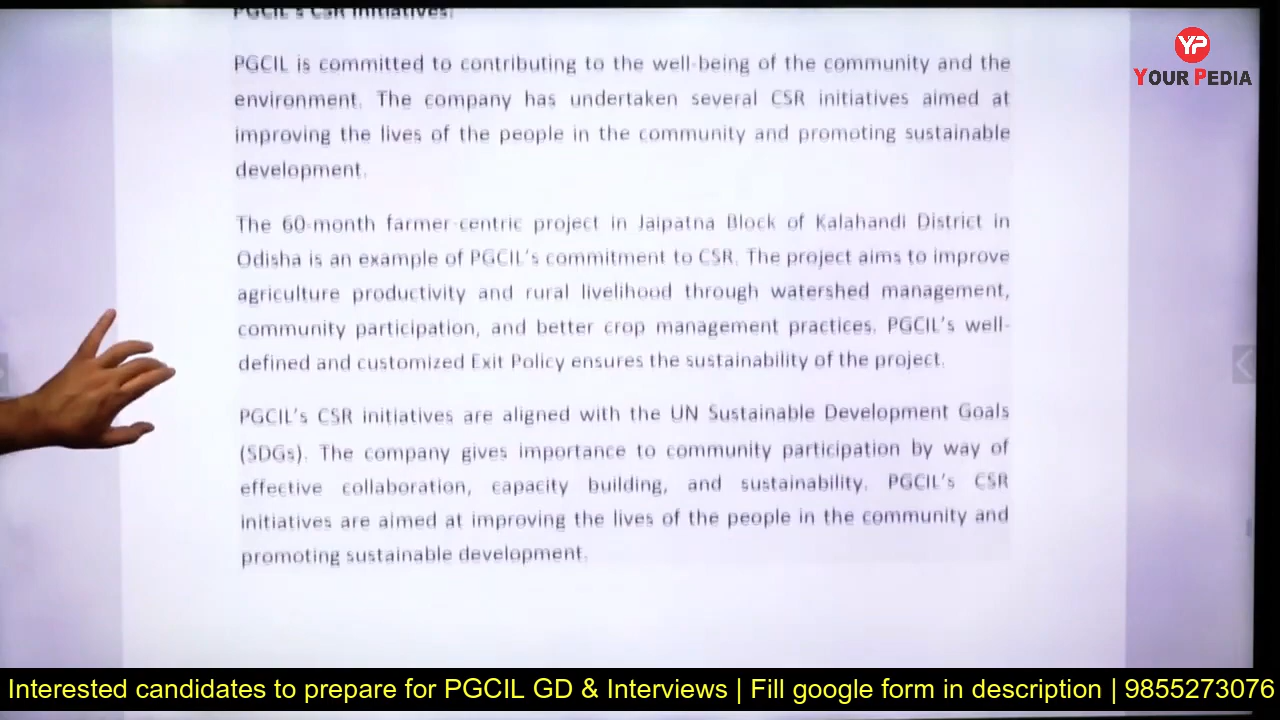 PGCIL's CSR Initiatives:
YP
YOUR PEDIA
PGCIL is committed to contributing to the well-being of the community and the
environment. The company has undertaken several CSR initiatives aimed at
improving the lives of the people in the community and promoting sustainable
development.
The 60-month farmer-centric project in Jaipatna Block of Kalahandi District in
Odisha is an example of PGCIL's commitment to CSR. The project aims to improve
agriculture productivity and rural livelihood through watershed management,
community participation, and better crop management practices. PGCIL's well-
defined and customized Exit Policy ensures the sustainability of the project.
PGCIL's CSR initiatives are aligned with the UN Sustainable Development Goals
(SDGs). The company gives importance to community participation by way of
effective collaboration, capacity building, and sustainability. PGCIL's CSR
initiatives are aimed at improving the lives of the people in the community and
promoting sustainable development.
Interested candidates to prepare for PGCIL GD & Interviews | Fill google form in description | 9855273076